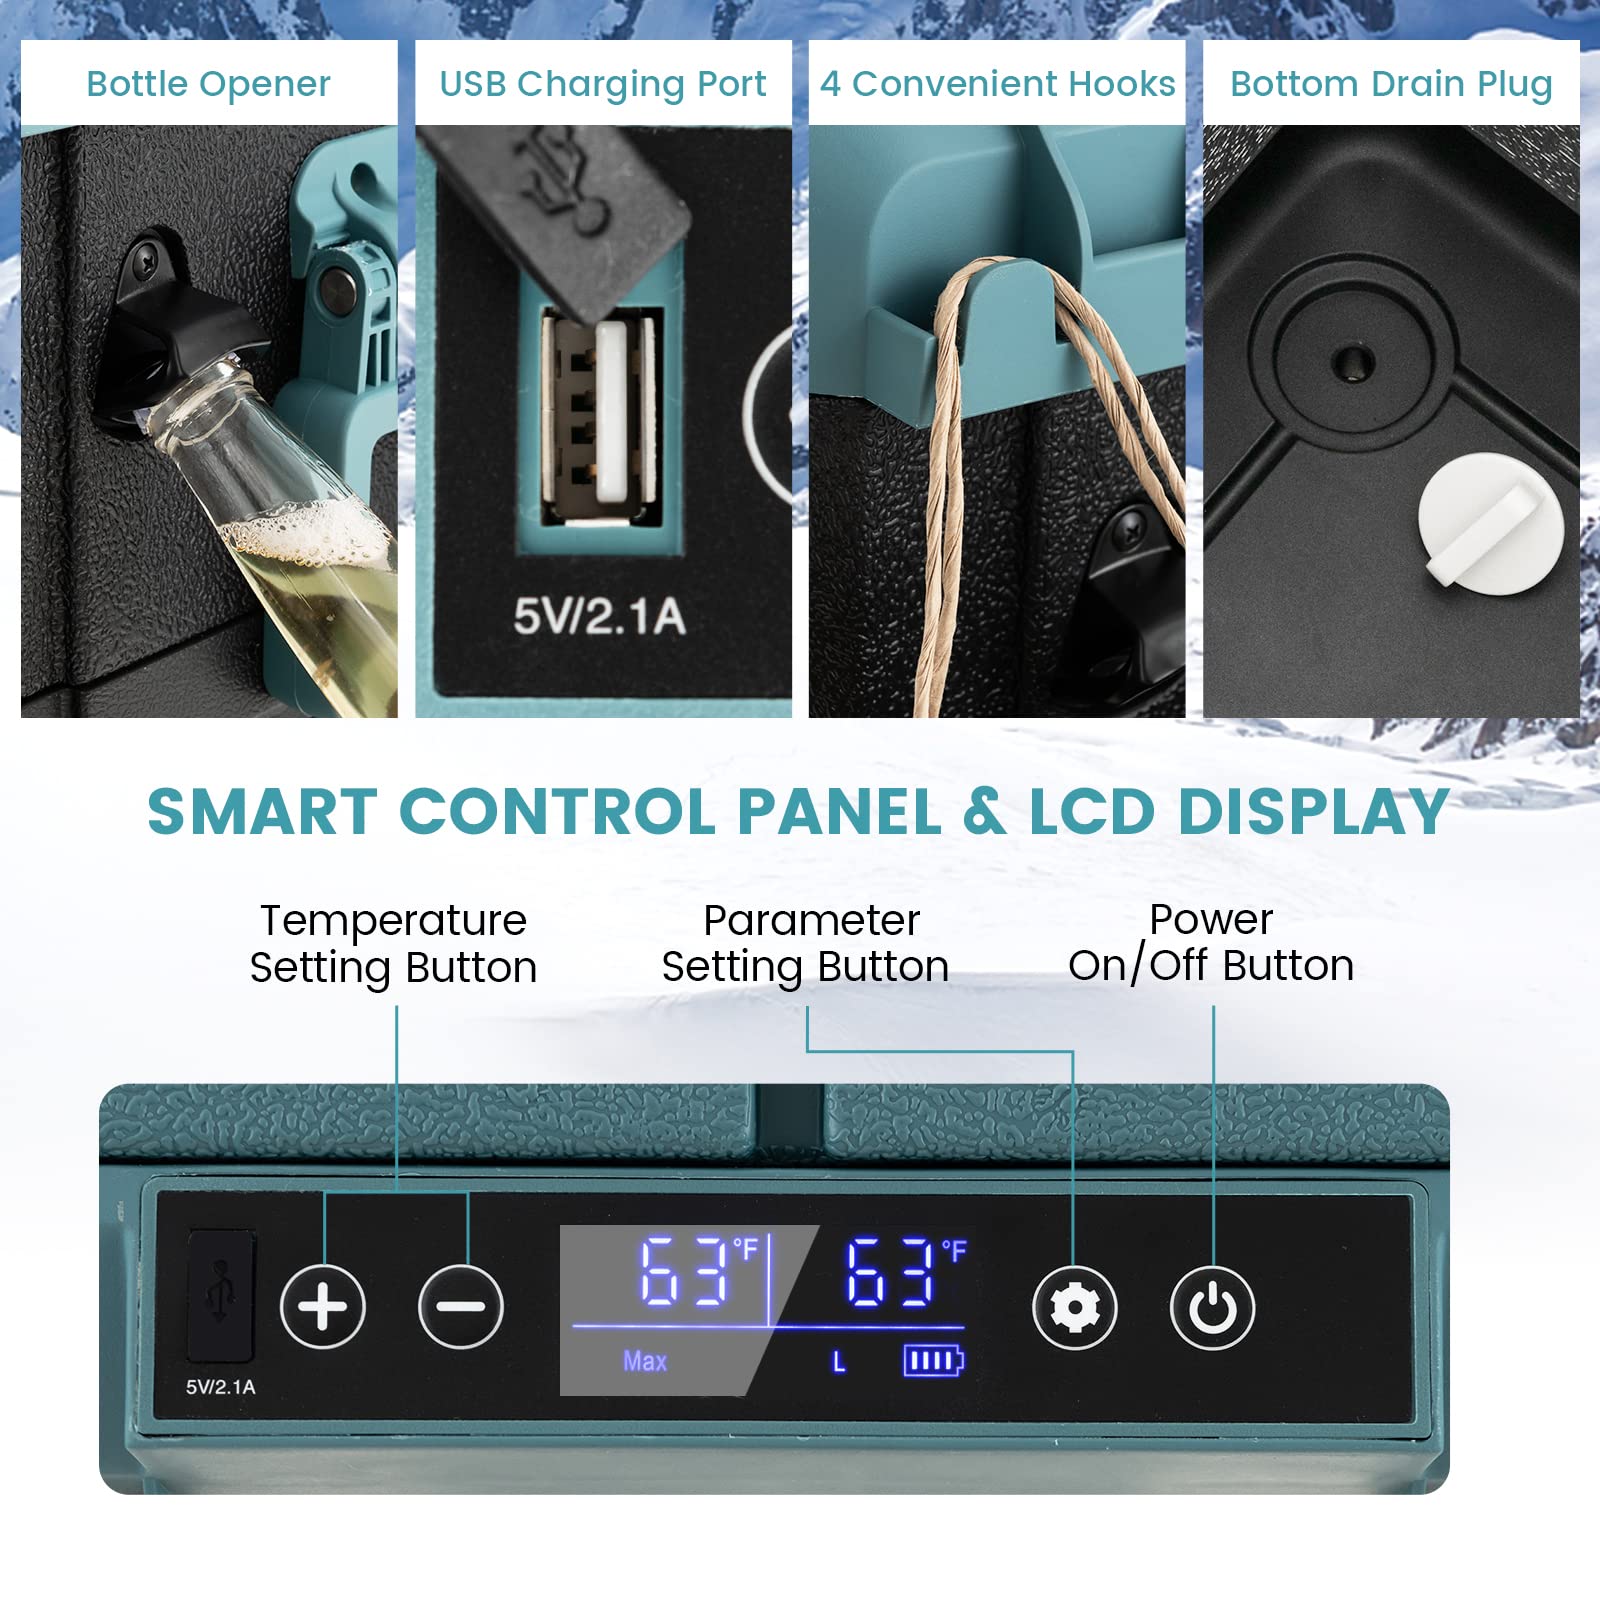 Bottle Opener
USB Charging Port
4 Convenient Hooks
Bottom Drain Plug
5V/2.1A
SMART CONTROL PANEL & LCD DISPLAY
Temperature
Setting Button
Parameter
Setting Button
Power
On/Off Button
63°F
63°F
Max
L
5V/2.1A